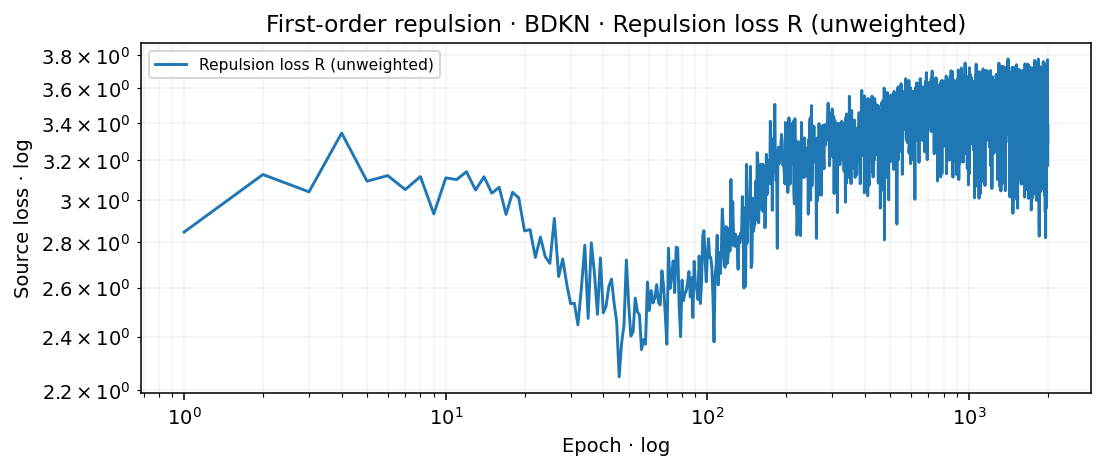 First-order repulsion · BDKN · Repulsion loss R (unweighted)
Repulsion loss R (unweighted)
Source loss · log
3.8 × 10⁰
3.6 × 10⁰
3.4 × 10⁰
3.2 × 10⁰
3 × 10⁰
2.8 × 10⁰
2.6 × 10⁰
2.4 × 10⁰
2.2 × 10⁰
10⁰ 10¹ 10² 10³
Epoch · log